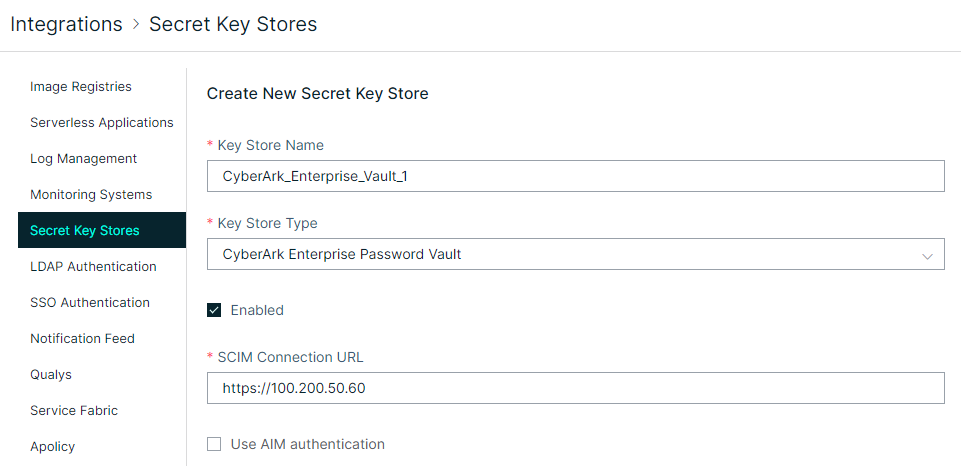 Integrations > Secret Key Stores
Image Registries
Serverless Applications
Log Management
Monitoring Systems
Secret Key Stores
LDAP Authentication
SSO Authentication
Notification Feed
Qualys
Service Fabric
Apolicy
Create New Secret Key Store
* Key Store Name
CyberArk_Enterprise_Vault_1
* Key Store Type
CyberArk Enterprise Password Vault
Enabled
* SCIM Connection URL
https://100.200.50.60
Use AIM authentication